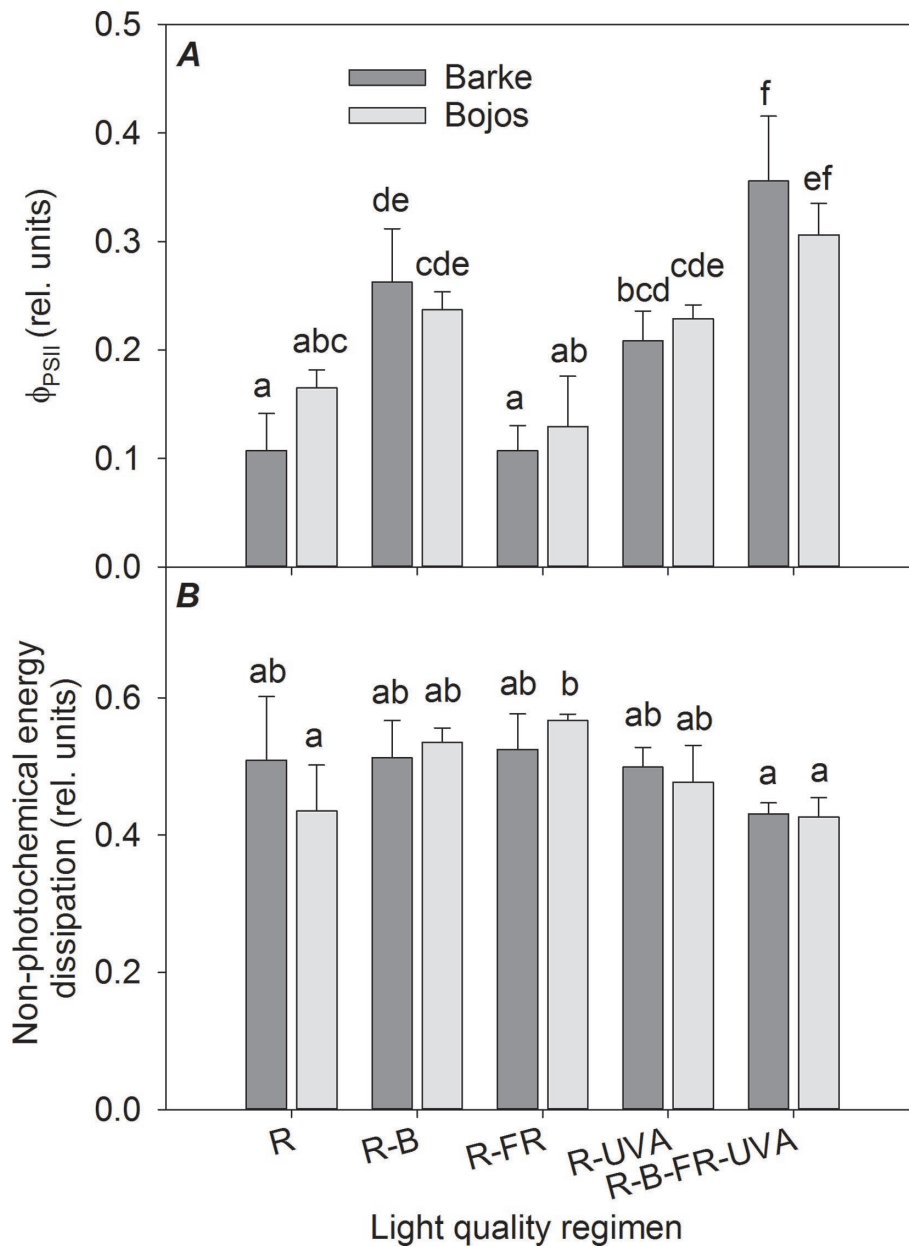 A
Barke
Bojos
ϕPSII (rel. units)
0.5
0.4
0.3
0.2
0.1
0.0
a
abc
de
cde
a
ab
bcd
cde
f
ef
B
Non-photochemical energy
dissipation (rel. units)
0.6
0.4
0.2
0.0
ab
a
ab
ab
ab
b
ab
ab
a
a
R
R-B
R-FR
R-UVA
R-B-FR-UVA
Light quality regimen